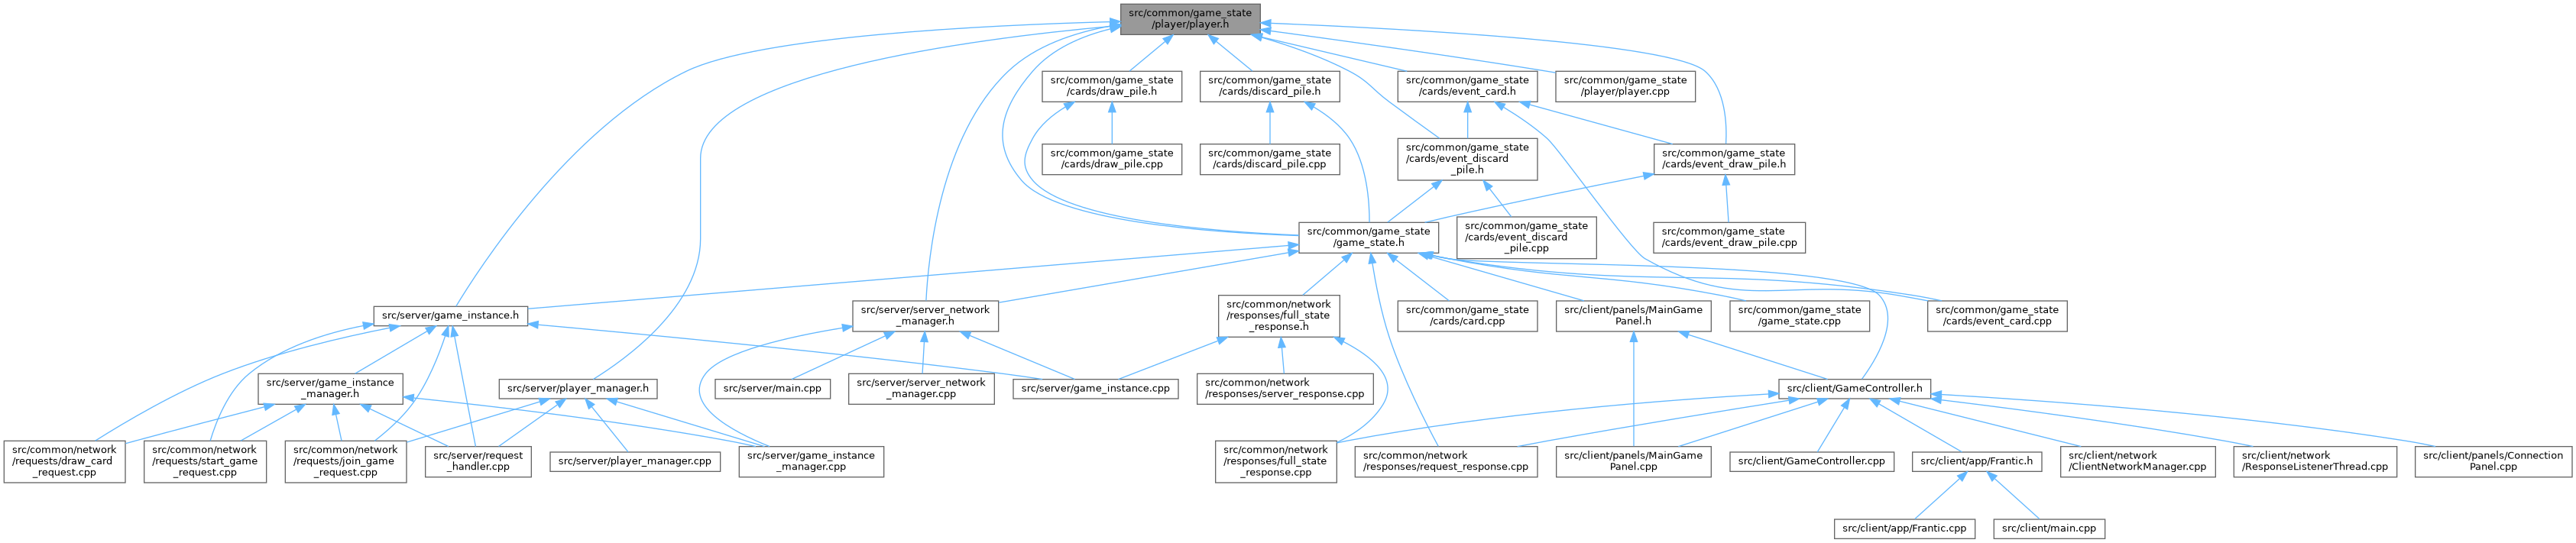 src/common/game_state
/player/player.h
src/common/game_state
/cards/draw_pile.h
src/common/game_state
/cards/discard_pile.h
src/common/game_state
/cards/event_card.h
src/common/game_state
/player/player.cpp
src/common/game_state
/cards/draw_pile.cpp
src/common/game_state
/cards/discard_pile.cpp
src/common/game_state
/cards/event_discard
_pile.h
src/common/game_state
/cards/event_draw_pile.h
src/common/game_state
/game_state.h
src/common/game_state
/cards/event_discard
_pile.cpp
src/common/game_state
/cards/event_draw_pile.cpp
src/server/game_instance.h
src/server/server_network
_manager.h
src/common/network
/responses/full_state
_response.h
src/common/game_state
/cards/card.cpp
src/client/panels/MainGame
Panel.h
src/common/game_state
/game_state.cpp
src/common/game_state
/cards/event_card.cpp
src/server/game_instance
_manager.h
src/server/player_manager.h
src/server/main.cpp
src/server/server_network
_manager.cpp
src/server/game_instance.cpp
src/common/network
/responses/server_response.cpp
src/client/GameController.h
src/common/network
/requests/draw_card
_request.cpp
src/common/network
/requests/start_game
_request.cpp
src/common/network
/requests/join_game
_request.cpp
src/server/request
_handler.cpp
src/server/player_manager.cpp
src/server/game_instance
_manager.cpp
src/common/network
/responses/full_state
_response.cpp
src/common/network
/responses/request_response.cpp
src/client/panels/MainGame
Panel.cpp
src/client/GameController.cpp
src/client/app/Frantic.h
src/client/network
/ClientNetworkManager.cpp
src/client/network
/ResponseListenerThread.cpp
src/client/panels/Connection
Panel.cpp
src/client/app/Frantic.cpp
src/client/main.cpp